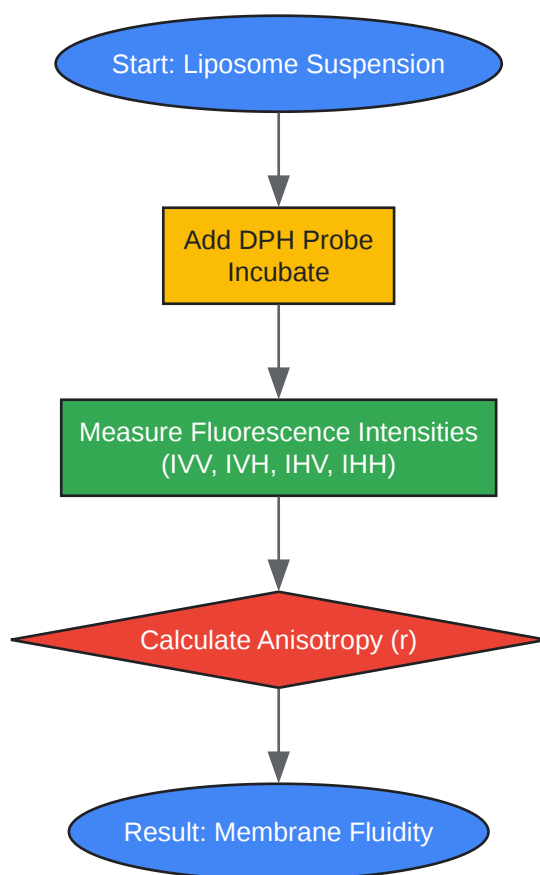 Start: Liposome Suspension
Add DPH Probe
Incubate
Measure Fluorescence Intensities
(IVV, IVH, IHV, IHH)
Calculate Anisotropy (r)
Result: Membrane Fluidity